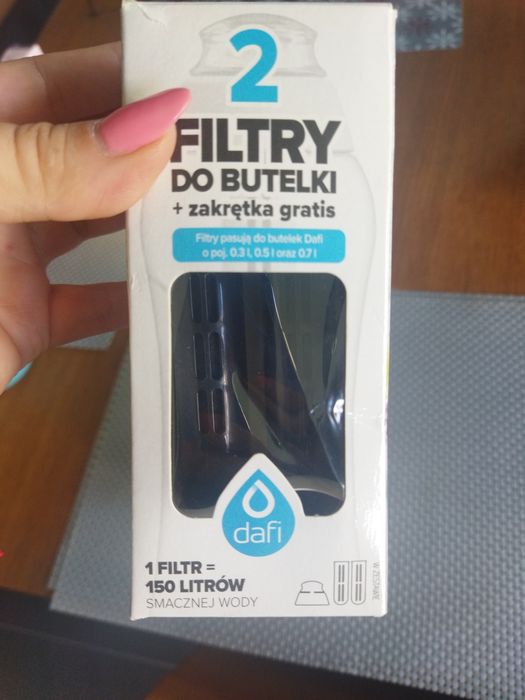 2
FILTRY
DO BUTELKI
+ zakrętka gratis
Filtry pasują do butelek Dafi
o poj. 0.3 l, 0.5 l oraz 0.7 l
dafi
1 FILTR =
150 LITRÓW
SMACZNEJ WODY
W ZESTAWIE